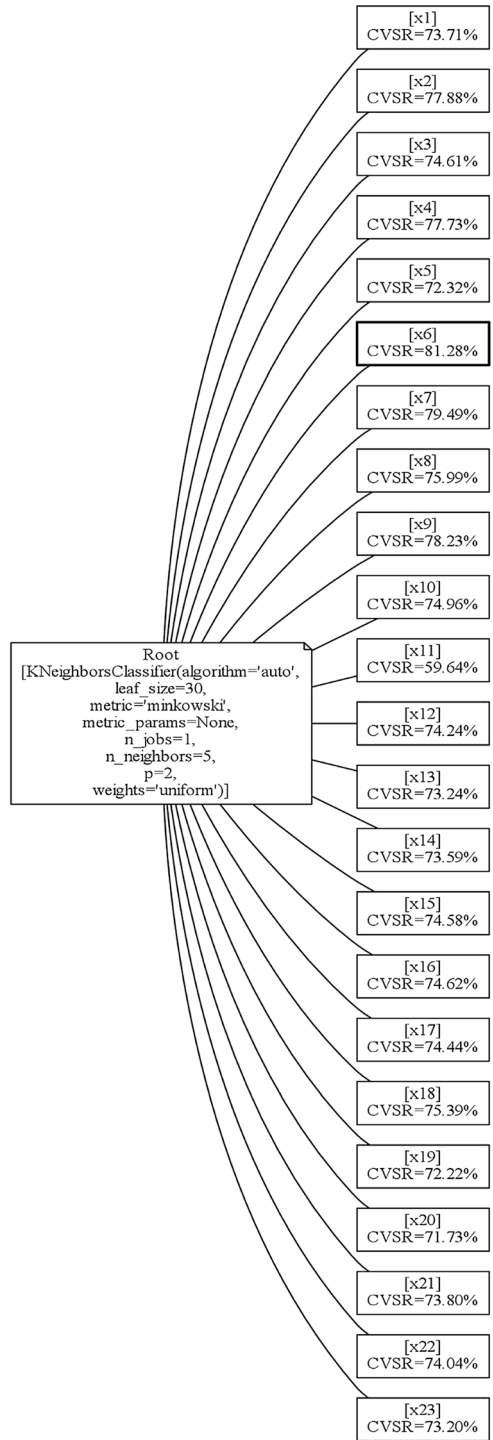 [x1]
CVSR=73.71%
[x2]
CVSR=77.88%
[x3]
CVSR=74.61%
[x4]
CVSR=77.73%
[x5]
CVSR=72.32%
[x6]
CVSR=81.28%
[x7]
CVSR=79.49%
[x8]
CVSR=75.99%
[x9]
CVSR=78.23%
[x10]
CVSR=74.96%
Root
[KNeighborsClassifier(algorithm='auto',
leaf_size=30,
metric='minkowski',
metric_params=None,
n_jobs=1,
n_neighbors=5,
p=2,
weights='uniform')]
[x11]
CVSR=59.64%
[x12]
CVSR=74.24%
[x13]
CVSR=73.24%
[x14]
CVSR=73.59%
[x15]
CVSR=74.58%
[x16]
CVSR=74.62%
[x17]
CVSR=74.44%
[x18]
CVSR=75.39%
[x19]
CVSR=72.22%
[x20]
CVSR=71.73%
[x21]
CVSR=73.80%
[x22]
CVSR=74.04%
[x23]
CVSR=73.20%